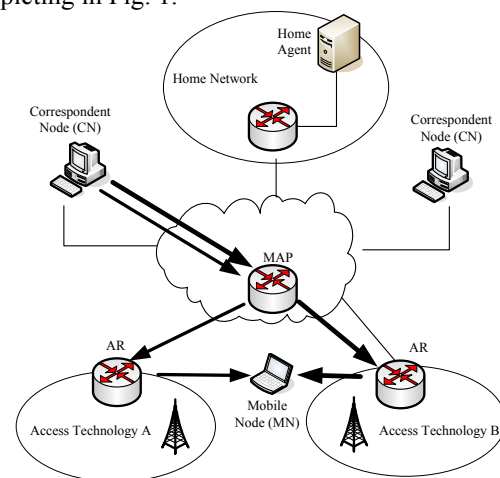 picting in Fig. 1.
Home
Agent
Home Network
Correspondent
Node (CN)
Correspondent
Node (CN)
MAP
AR
AR
Mobile
Node (MN)
Access Technology A
Access Technology B